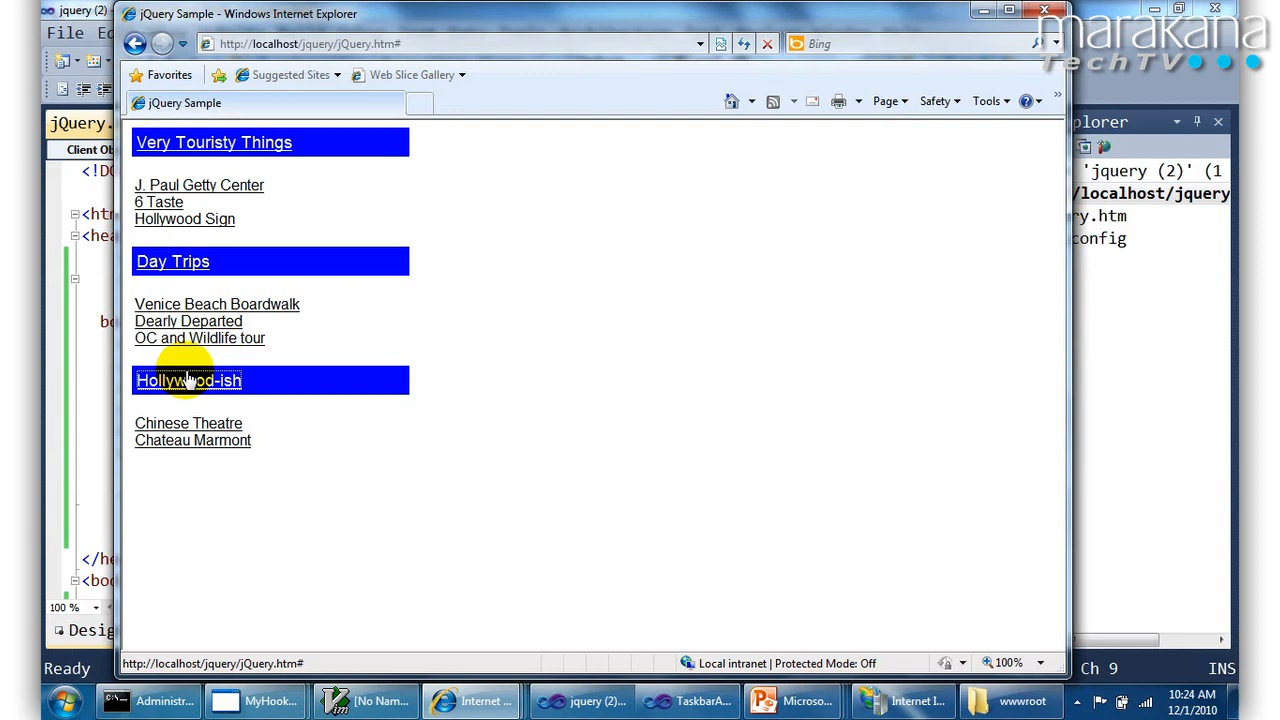 jquery (2)
jQuery Sample - Windows Internet Explorer
marakana
TechTV
File
http://localhost/jquery/jQuery.htm#
Bing
Favorites
Suggested Sites
Web Slice Gallery
jQuery Sample
Page
Safety
Tools
jQuery.
plorer
Very Touristy Things
Client Ob
'jquery (2)' (1
<!DO
J. Paul Getty Center
/localhost/jquery
6 Taste
<htm
ry.htm
Hollywood Sign
<hea
config
Day Trips
Venice Beach Boardwalk
Dearly Departed
bo
OC and Wildlife tour
Hollywood-ish
Chinese Theatre
Chateau Marmont
</he
<bod
100 %
Desig
http://localhost/jquery/jQuery.htm#
Local intranet | Protected Mode: Off
100%
Ready
Ch 9
INS
Administr...
MyHook...
[No Nam...
Internet ...
jquery (2)...
TaskbarA...
Microso...
Internet I...
wwwroot
10:24 AM
12/1/2010